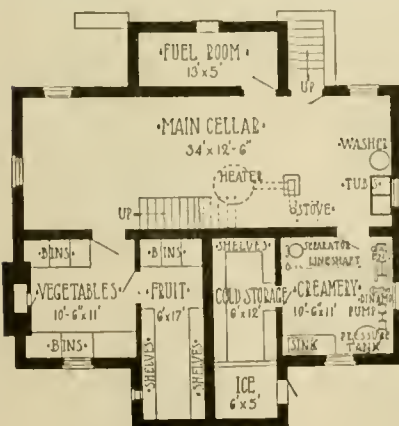 ·FUEL ROOM·
13'x5'
UP
·MAIN CELLAR·
34'x12'-6"
·WASHER
·TUBS
HEATER
·STOVE·
UP
·BINS·
·BINS·
SHELVES
SEPARATOR
LINESHAFT
·VEGETABLES
10'-6"x11'
·FRUIT·
6'x17'
COLD STORAGE
6'x12'
·CREAMERY·
10'-6"x11'
DYNAMO
PUMP
PRESSURE
TANK
·BINS·
SHELVES
SHELVES
SINK
ICE
6'x5'